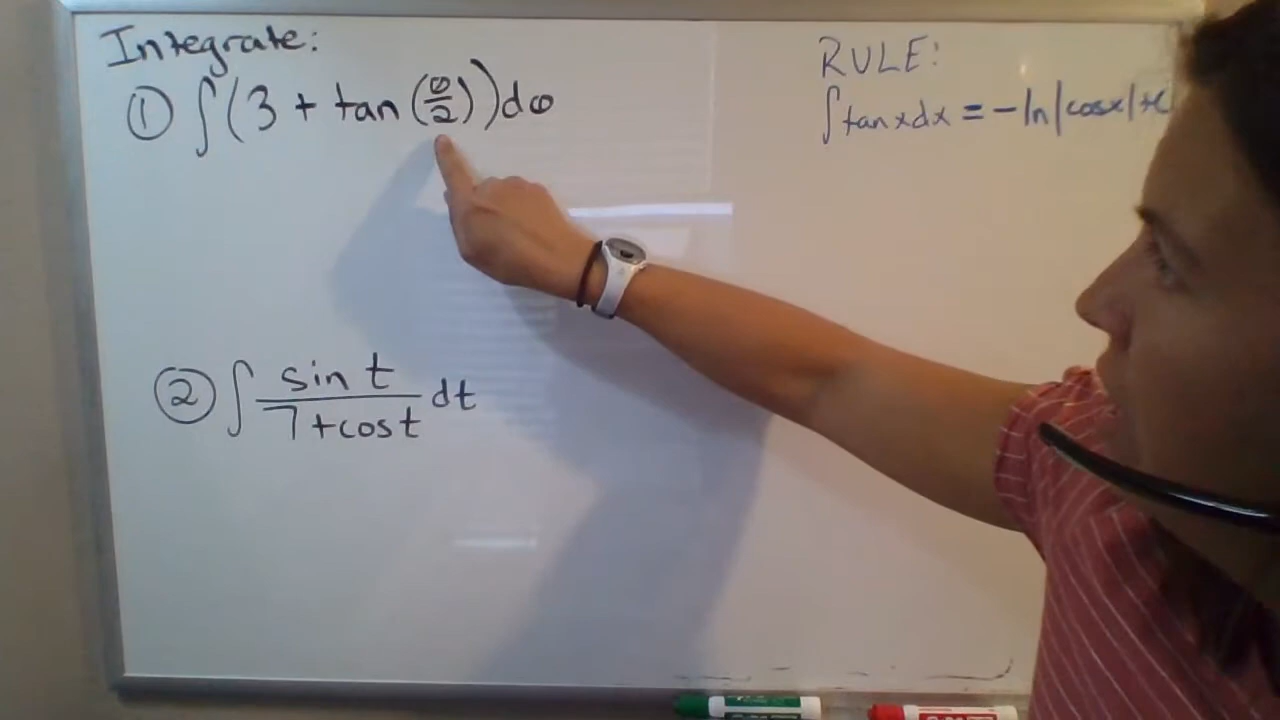 Integrate:
① ∫(3 + tan(θ/2))dθ
② ∫ sin t / 7+cos t dt
RULE:
∫tan x dx = -ln|cos x|+c